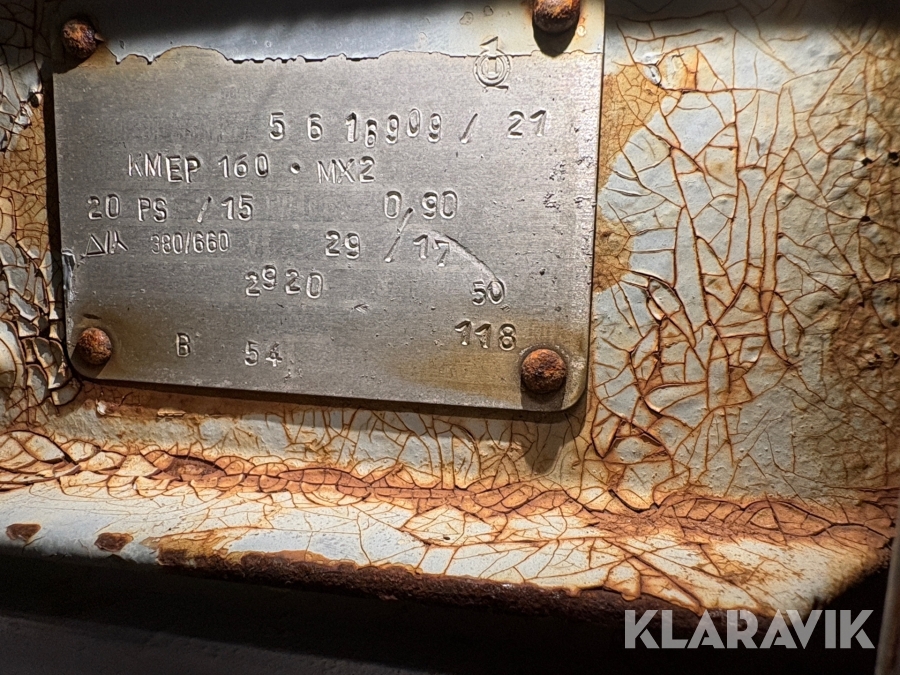 5 6 16909 / 21
KMEP 160 · MX2
20 PS / 15 0,90
Δ/⅄ 380/660 29 / 17
2920 50
118
B 54
KLARAVIK